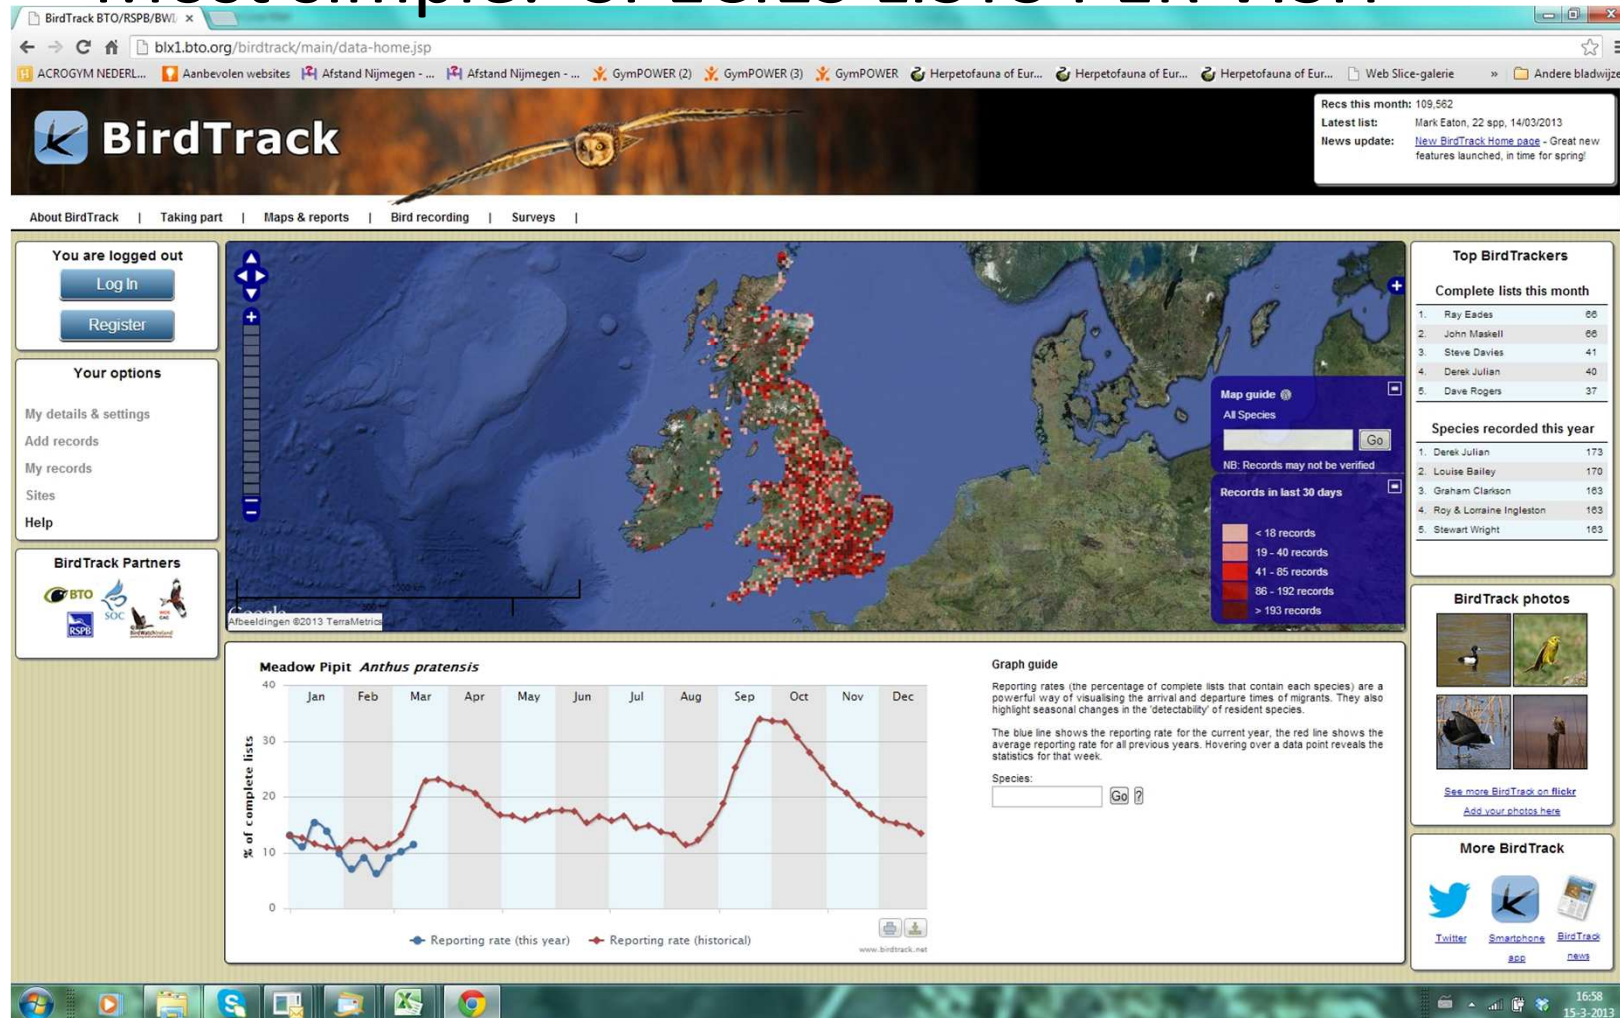 BirdTrack BTO/RSPB/BWI
blx1.bto.org/birdtrack/main/data-home.jsp
ACROGYM NEDERL... Aanbevolen websites Afstand Nijmegen - ... Afstand Nijmegen - ... GymPOWER (2) GymPOWER (3) GymPOWER Herpetofauna of Eur... Herpetofauna of Eur... Herpetofauna of Eur... Web Slice-galerie » Andere bladwijze
BirdTrack
Recs this month: 109,562
Latest list: Mark Eaton, 22 spp, 14/03/2013
News update: New BirdTrack Home page - Great new
features launched, in time for spring!
About BirdTrack | Taking part | Maps & reports | Bird recording | Surveys |
You are logged out
Log In
Register
Your options
My details & settings
Add records
My records
Sites
Help
BirdTrack Partners
BTO
SOC
RSPB
BirdWatchIreland
Map guide
All Species
Go
NB: Records may not be verified
Records in last 30 days
< 18 records
19 - 40 records
41 - 85 records
86 - 192 records
> 193 records
Google
Afbeeldingen ©2013 TerraMetrics
Top BirdTrackers
Complete lists this month
1. Ray Eades 66
2. John Maskell 66
3. Steve Davies 41
4. Derek Julian 40
5. Dave Rogers 37
Species recorded this year
1. Derek Julian 173
2. Louise Bailey 170
3. Graham Clarkson 163
4. Roy & Lorraine Ingleston 163
5. Stewart Wright 163
BirdTrack photos
See more BirdTrack on flickr
Add your photos here
More BirdTrack
Twitter
Smartphone app
BirdTrack news
Meadow Pipit Anthus pratensis
Jan Feb Mar Apr May Jun Jul Aug Sep Oct Nov Dec
% of complete lists
40
30
20
10
0
Reporting rate (this year) Reporting rate (historical)
www.birdtrack.net
Graph guide
Reporting rates (the percentage of complete lists that contain each species) are a
powerful way of visualising the arrival and departure times of migrants. They also
highlight seasonal changes in the 'detectability' of resident species.
The blue line shows the reporting rate for the current year, the red line shows the
average reporting rate for all previous years. Hovering over a data point reveals the
statistics for that week.
Species:
Go ?
16:58
15-3-2013